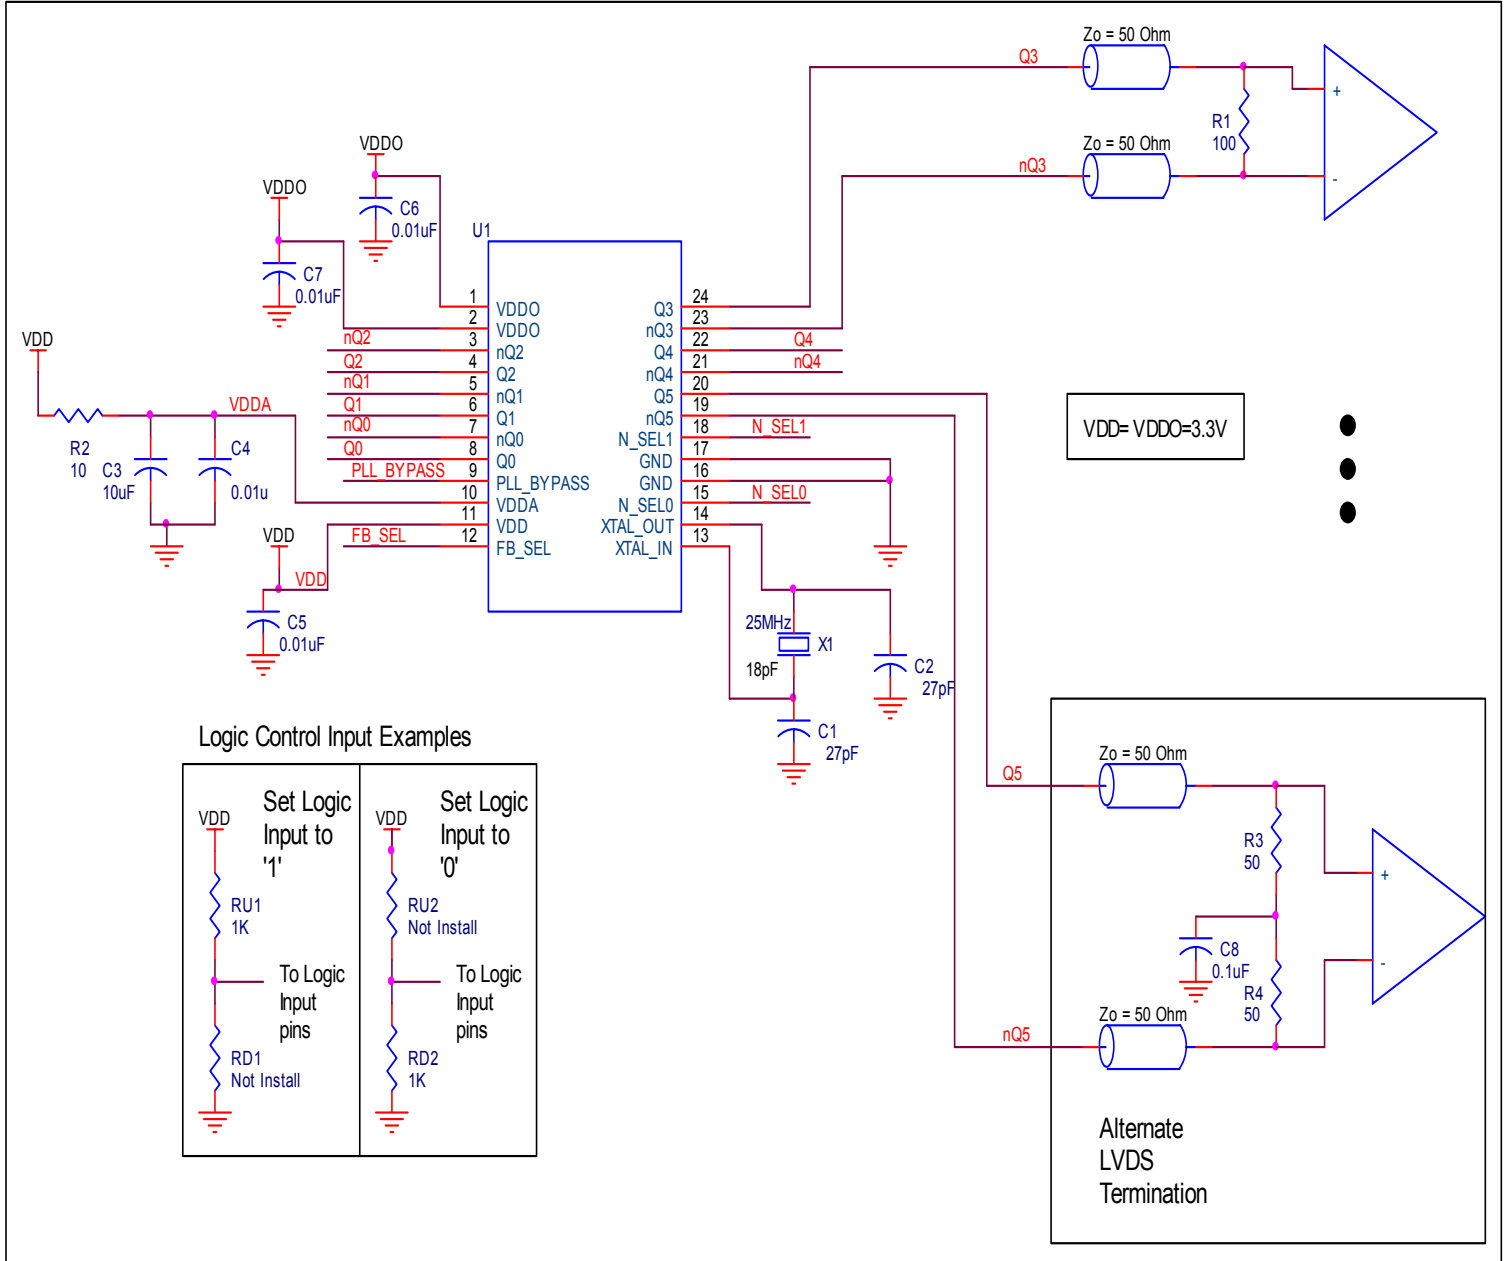 Zo = 50 Ohm
Q3
+
R1
100
Zo = 50 Ohm
nQ3
-
VDDO
VDDO
C6
0.01uF
C7
0.01uF
U1
1
VDDO
2
VDDO
nQ2
3
nQ2
Q2
4
Q2
nQ1
5
nQ1
Q1
6
Q1
nQ0
7
nQ0
Q0
8
Q0
PLL_BYPASS
9
PLL_BYPASS
10
VDDA
11
VDD
FB_SEL
12
FB_SEL
24
Q3
23
nQ3
22
Q4
Q4
21
nQ4
nQ4
20
Q5
19
nQ5
18
N_SEL1
N_SEL1
17
GND
16
GND
15
N_SEL0
N_SEL0
14
XTAL_OUT
13
XTAL_IN
VDD
VDDA
R2
10
C3
10uF
C4
0.01u
VDD
VDD
C5
0.01uF
VDD= VDDO=3.3V
25MHz
X1
18pF
C2
27pF
C1
27pF
Logic Control Input Examples
Set Logic
Input to
'1'
VDD
RU1
1K
To Logic
Input
pins
RD1
Not Install
Set Logic
Input to
'0'
VDD
RU2
Not Install
To Logic
Input
pins
RD2
1K
Zo = 50 Ohm
Q5
R3
50
+
C8
0.1uF
-
R4
50
Zo = 50 Ohm
nQ5
Alternate
LVDS
Termination